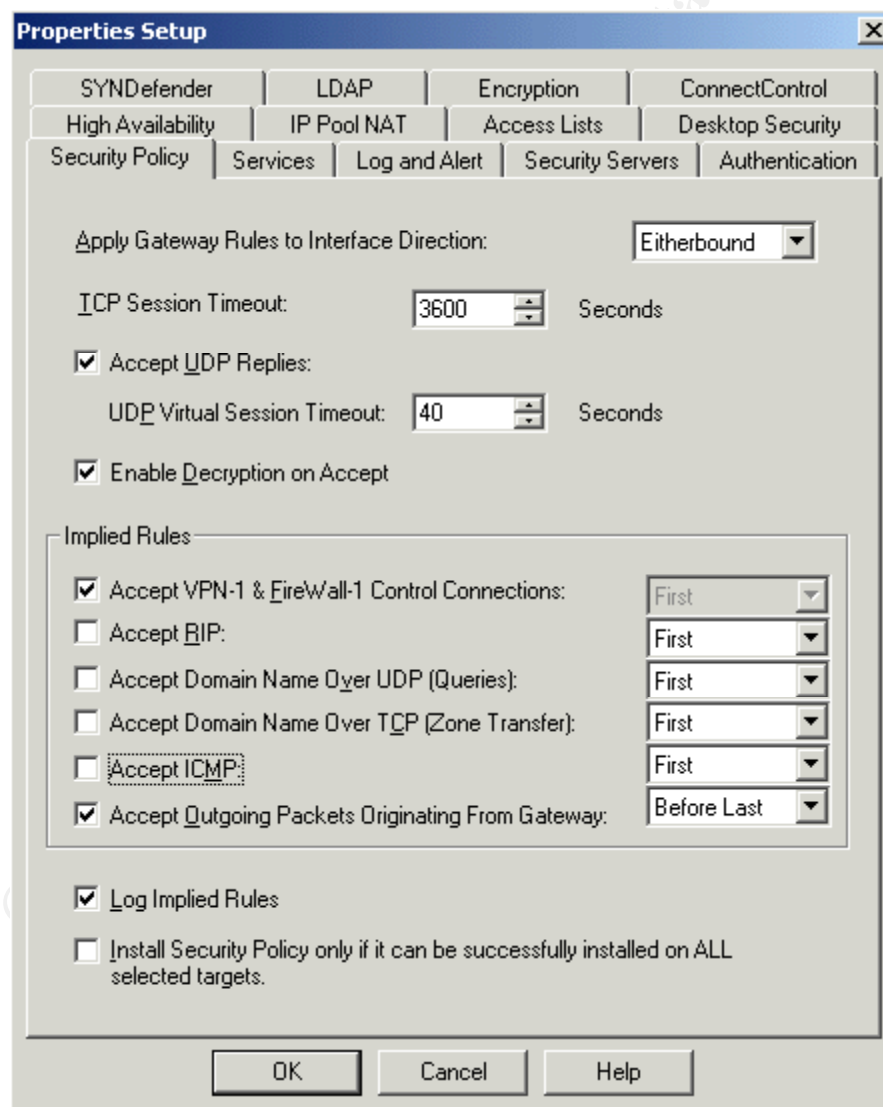 Properties Setup
SYNDefender LDAP Encryption ConnectControl
High Availability IP Pool NAT Access Lists Desktop Security
Security Policy Services Log and Alert Security Servers Authentication
Apply Gateway Rules to Interface Direction: Eitherbound
TCP Session Timeout: 3600 Seconds
Accept UDP Replies:
UDP Virtual Session Timeout: 40 Seconds
Enable Decryption on Accept
Implied Rules
Accept VPN-1 & FireWall-1 Control Connections: First
Accept RIP: First
Accept Domain Name Over UDP (Queries): First
Accept Domain Name Over TCP (Zone Transfer): First
Accept ICMP: First
Accept Outgoing Packets Originating From Gateway: Before Last
Log Implied Rules
Install Security Policy only if it can be successfully installed on ALL
selected targets.
OK Cancel Help